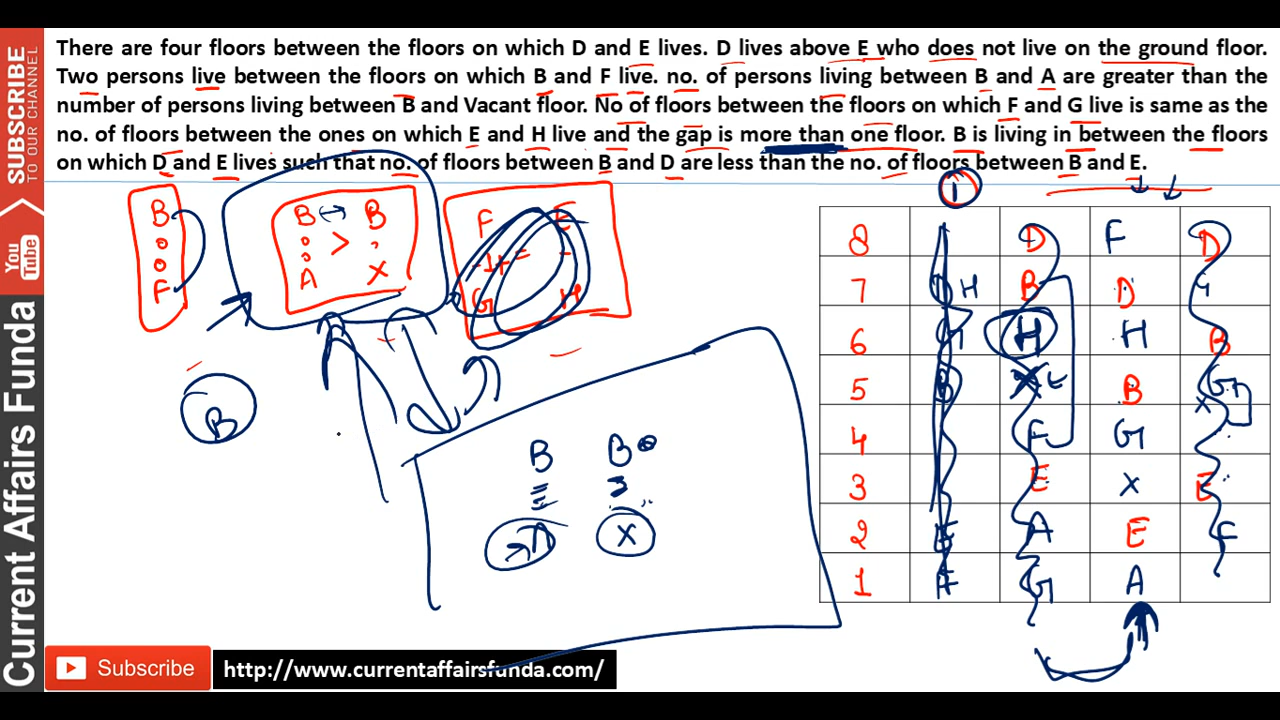 There are four floors between the floors on which D and E lives. D lives above E who does not live on the ground floor.
Two persons live between the floors on which B and F live. no. of persons living between B and A are greater than the
number of persons living between B and Vacant floor. No of floors between the floors on which F and G live is same as the
no. of floors between the ones on which E and H live and the gap is more than one floor. B is living in between the floors
on which D and E lives such that no. of floors between B and D are less than the no. of floors between B and E.
SUBSCRIBE
TO OUR CHANNEL
You Tube
Current Affairs Funda
B
F
B B
>
A X
F E
G H
B
B B
A X
1
8 D F D
7 H B D
6 G H H B
5 B X B G X
4 F G
3 E X E
2 E A E F
1 F G A
Subscribe
http://www.currentaffairsfunda.com/